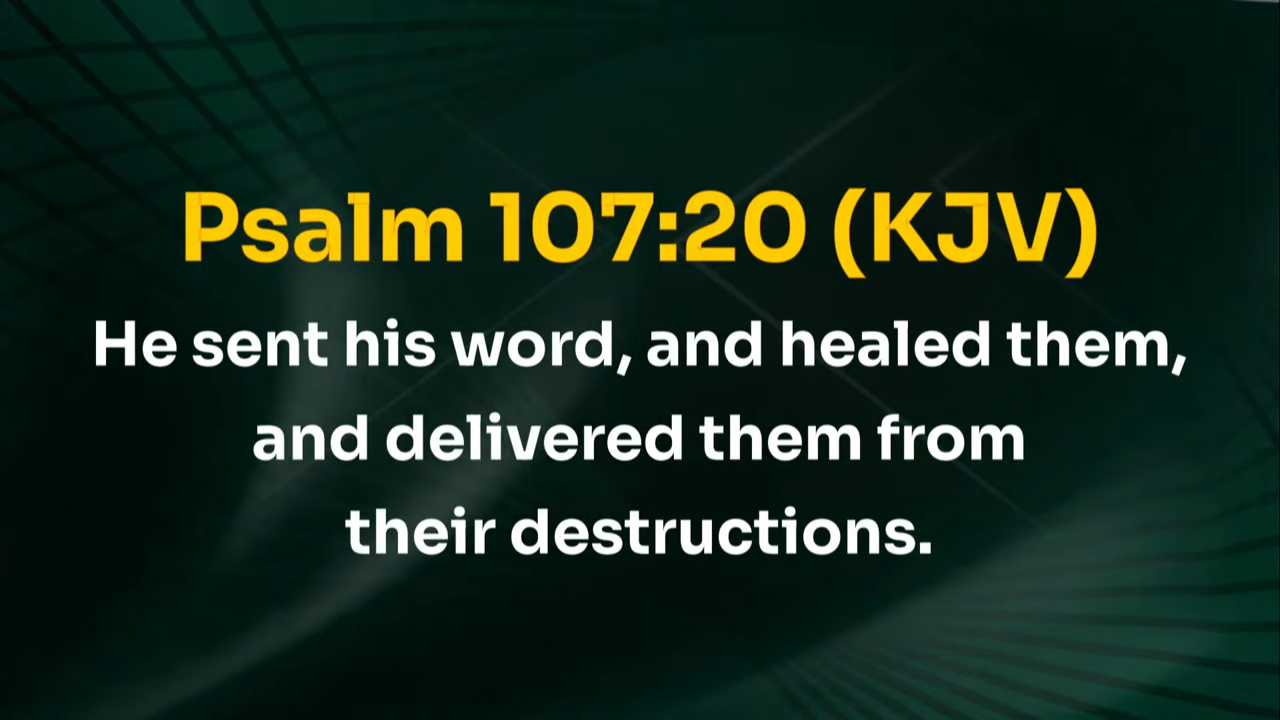 Psalm 107:20 (KJV)
He sent his word, and healed them,
and delivered them from
their destructions.